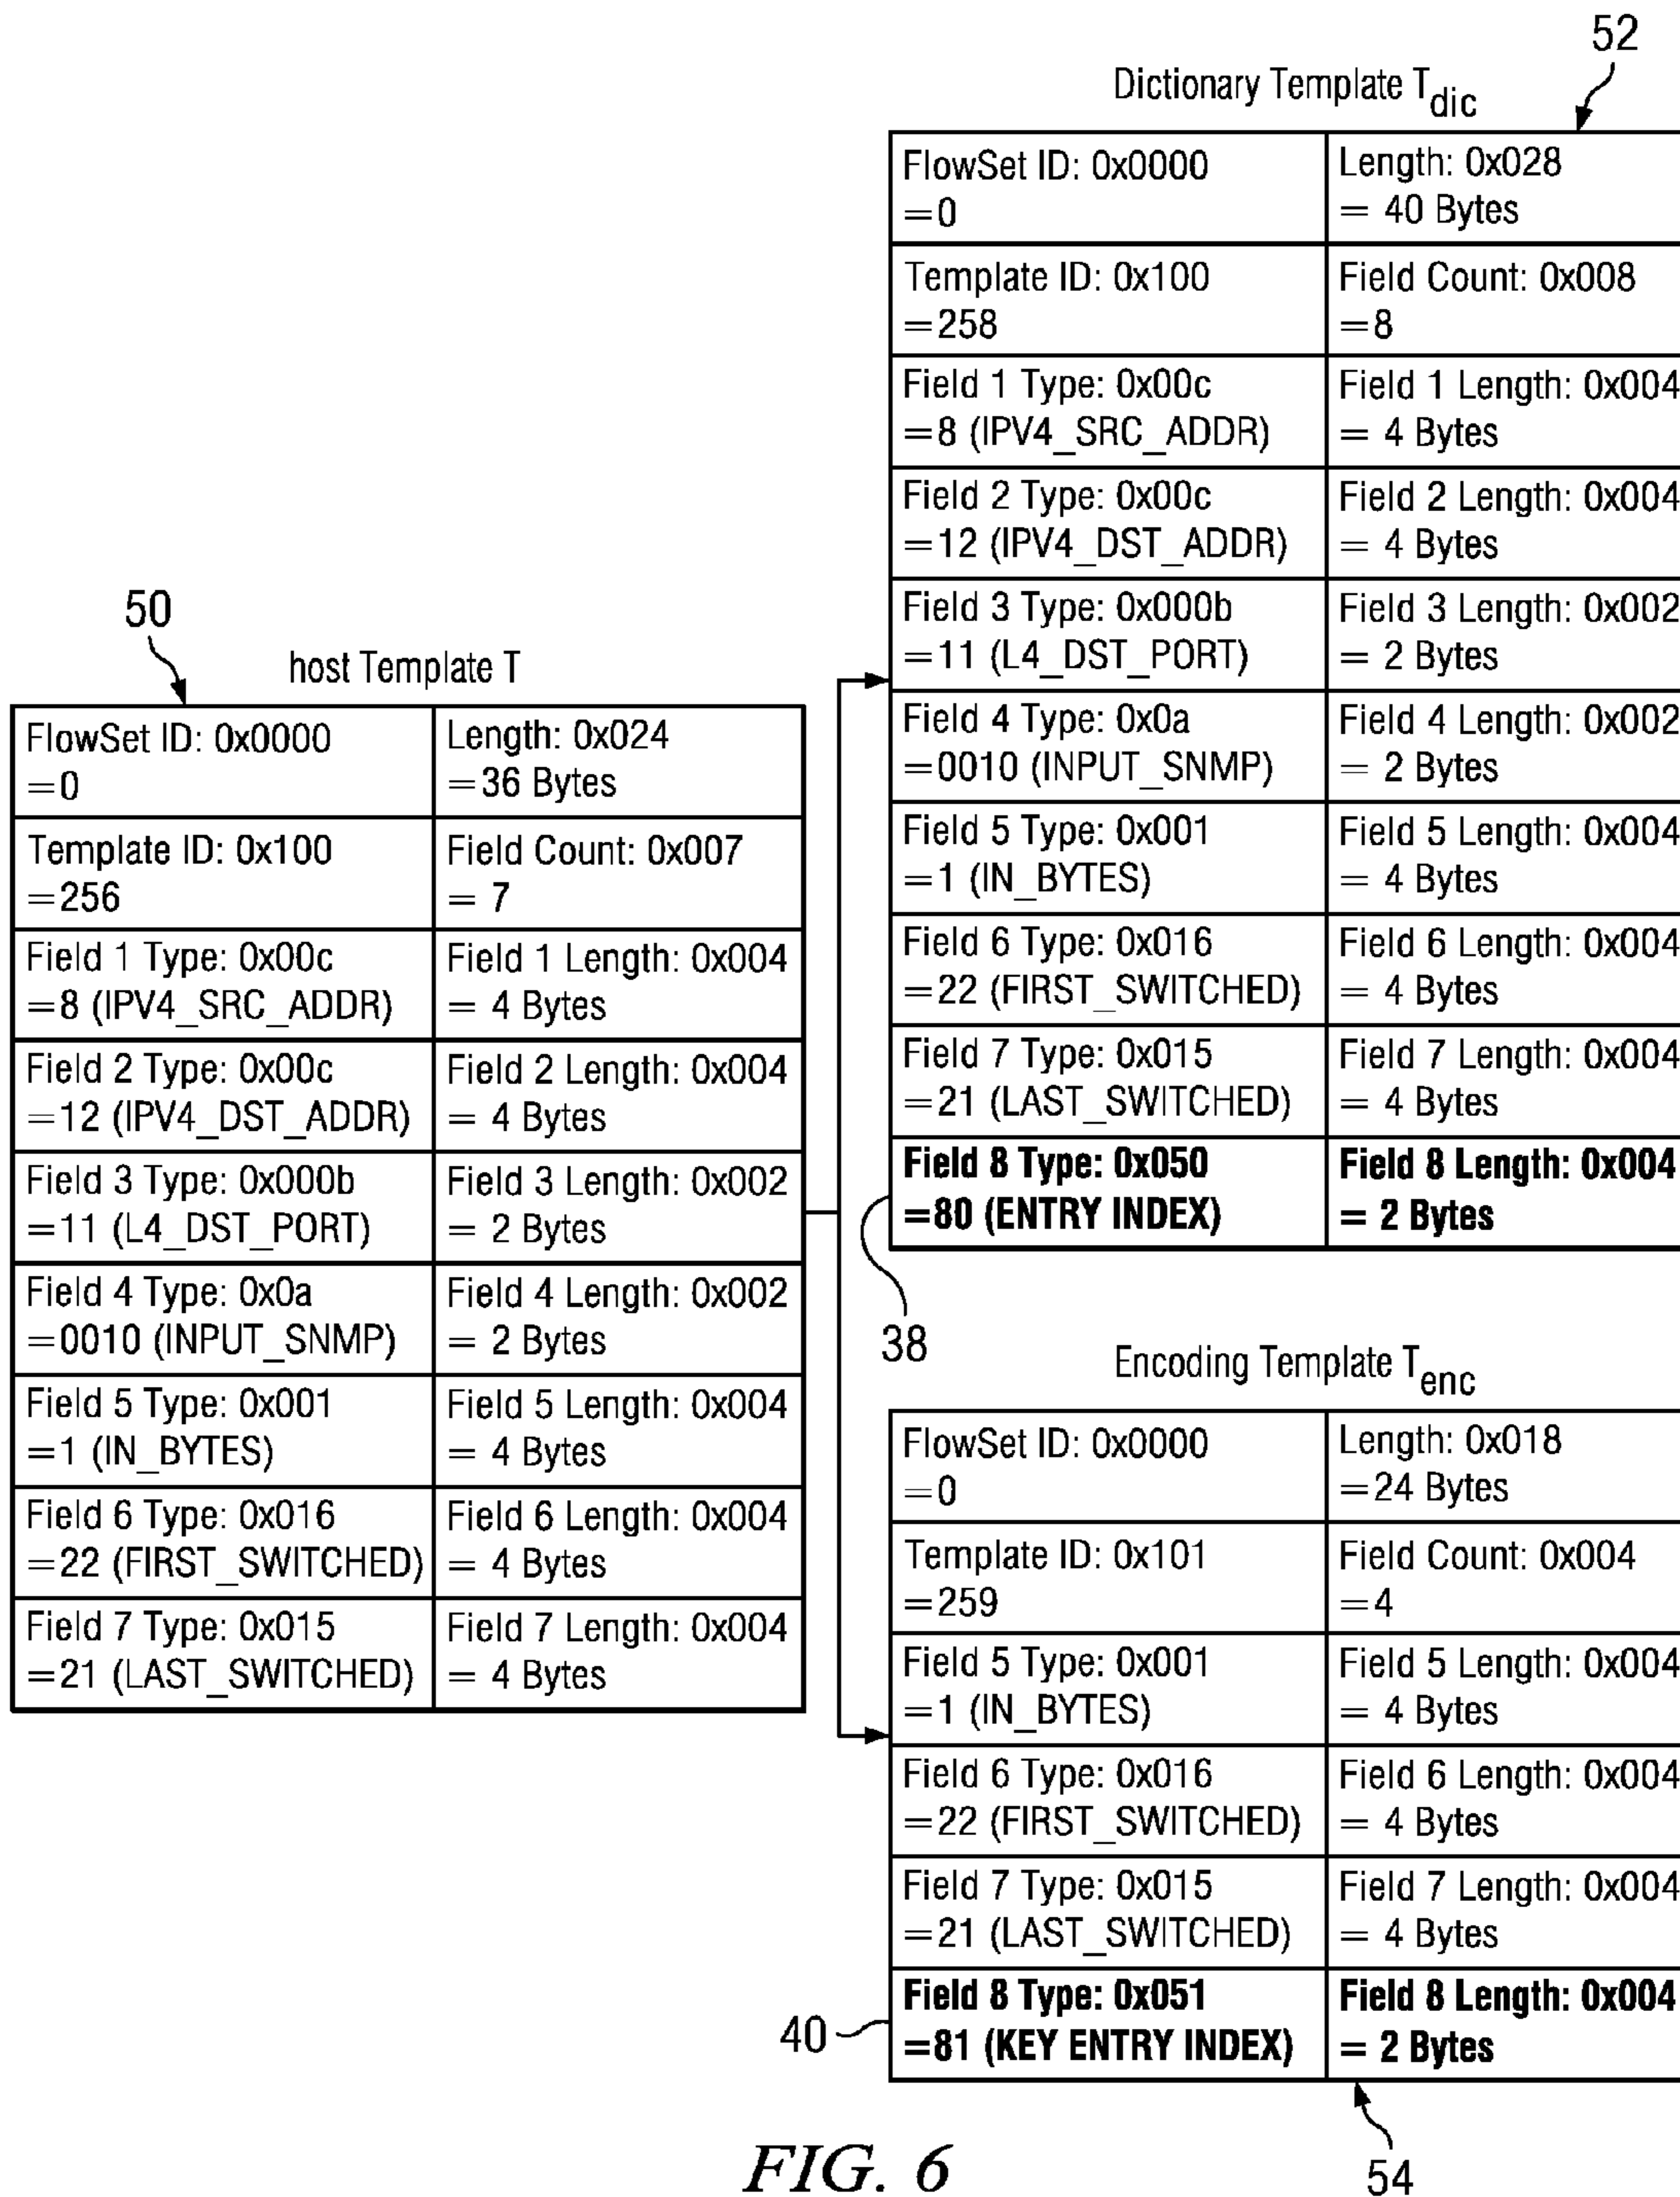 52
Dictionary Template Tdic
FlowSet ID: 0x0000
=0
Length: 0x028
= 40 Bytes
Template ID: 0x100
=258
Field Count: 0x008
=8
Field 1 Type: 0x00c
=8 (IPV4_SRC_ADDR)
Field 1 Length: 0x004
= 4 Bytes
Field 2 Type: 0x00c
=12 (IPV4_DST_ADDR)
Field 2 Length: 0x004
= 4 Bytes
Field 3 Type: 0x000b
=11 (L4_DST_PORT)
Field 3 Length: 0x002
= 2 Bytes
Field 4 Type: 0x0a
=0010 (INPUT_SNMP)
Field 4 Length: 0x002
= 2 Bytes
Field 5 Type: 0x001
=1 (IN_BYTES)
Field 5 Length: 0x004
= 4 Bytes
Field 6 Type: 0x016
=22 (FIRST_SWITCHED)
Field 6 Length: 0x004
= 4 Bytes
Field 7 Type: 0x015
=21 (LAST_SWITCHED)
Field 7 Length: 0x004
= 4 Bytes
Field 8 Type: 0x050
=80 (ENTRY INDEX)
Field 8 Length: 0x004
= 2 Bytes
38
50
host Template T
FlowSet ID: 0x0000
=0
Length: 0x024
=36 Bytes
Template ID: 0x100
=256
Field Count: 0x007
= 7
Field 1 Type: 0x00c
=8 (IPV4_SRC_ADDR)
Field 1 Length: 0x004
= 4 Bytes
Field 2 Type: 0x00c
=12 (IPV4_DST_ADDR)
Field 2 Length: 0x004
= 4 Bytes
Field 3 Type: 0x000b
=11 (L4_DST_PORT)
Field 3 Length: 0x002
= 2 Bytes
Field 4 Type: 0x0a
=0010 (INPUT_SNMP)
Field 4 Length: 0x002
= 2 Bytes
Field 5 Type: 0x001
=1 (IN_BYTES)
Field 5 Length: 0x004
= 4 Bytes
Field 6 Type: 0x016
=22 (FIRST_SWITCHED)
Field 6 Length: 0x004
= 4 Bytes
Field 7 Type: 0x015
=21 (LAST_SWITCHED)
Field 7 Length: 0x004
= 4 Bytes
Encoding Template Tenc
FlowSet ID: 0x0000
=0
Length: 0x018
=24 Bytes
Template ID: 0x101
=259
Field Count: 0x004
=4
Field 5 Type: 0x001
=1 (IN_BYTES)
Field 5 Length: 0x004
= 4 Bytes
Field 6 Type: 0x016
=22 (FIRST_SWITCHED)
Field 6 Length: 0x004
= 4 Bytes
Field 7 Type: 0x015
=21 (LAST_SWITCHED)
Field 7 Length: 0x004
= 4 Bytes
40
Field 8 Type: 0x051
=81 (KEY ENTRY INDEX)
Field 8 Length: 0x004
= 2 Bytes
54
FIG. 6